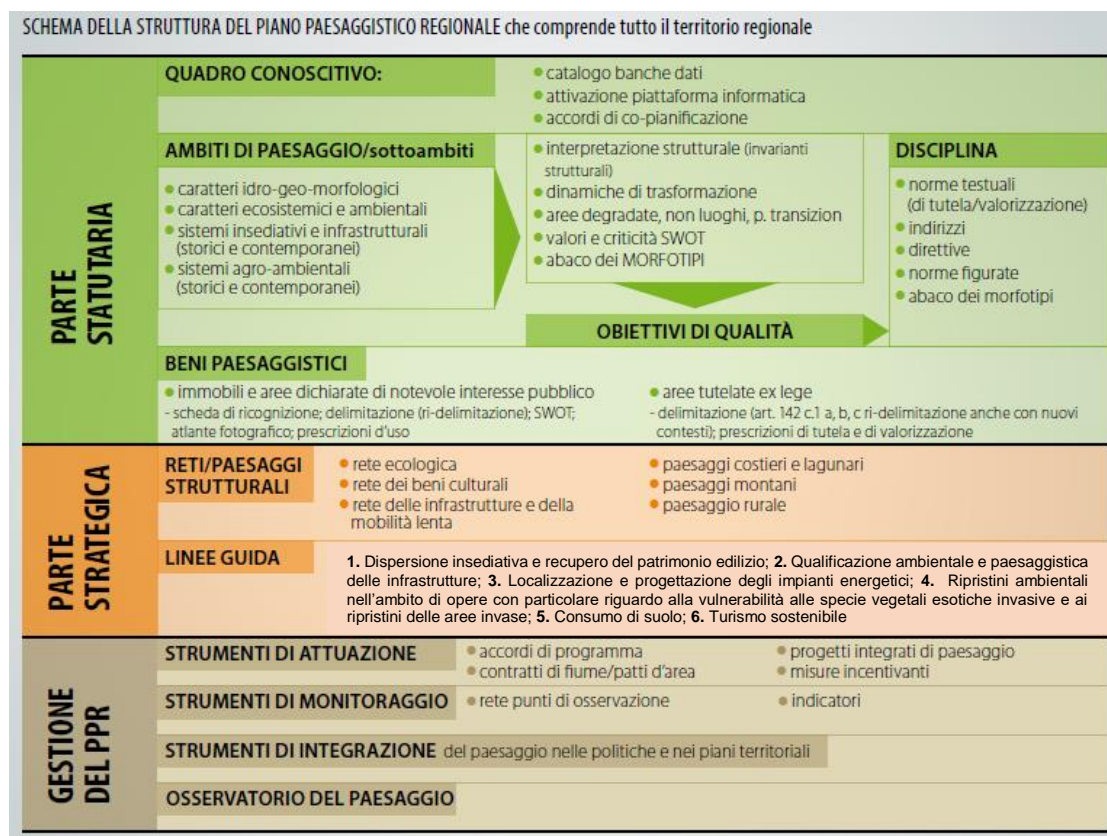 SCHEMA DELLA STRUTTURA DEL PIANO PAESAGGISTICO REGIONALE che comprende tutto il territorio regionale
PARTE
STATUTARIA
QUADRO CONOSCITIVO:
• catalogo banche dati
• attivazione piattaforma informatica
• accordi di co-pianificazione
AMBITI DI PAESAGGIO/sottoambiti
• caratteri idro-geo-morfologici
• caratteri ecosistemici e ambientali
• sistemi insediativi e infrastrutturali
(storici e contemporanei)
• sistemi agro-ambientali
(storici e contemporanei)
• interpretazione strutturale (invarianti
strutturali)
• dinamiche di trasformazione
• aree degradate, non luoghi, p. transizion
• valori e criticità SWOT
• abaco dei MORFOTIPI
OBIETTIVI DI QUALITÀ
DISCIPLINA
• norme testuali
(di tutela/valorizzazione)
• indirizzi
• direttive
• norme figurate
• abaco dei morfotipi
BENI PAESAGGISTICI
• immobili e aree dichiarate di notevole interesse pubblico
- scheda di ricognizione; delimitazione (ri-delimitazione); SWOT;
atlante fotografico; prescrizioni d'uso
• aree tutelate ex lege
- delimitazione (art. 142 c.1 a, b, c ri-delimitazione anche con nuovi
contesti); prescrizioni di tutela e di valorizzazione
PARTE
STRATEGICA
RETI/PAESAGGI
STRUTTURALI
• rete ecologica
• rete dei beni culturali
• rete delle infrastrutture e della
mobilità lenta
• paesaggi costieri e lagunari
• paesaggi montani
• paesaggio rurale
LINEE GUIDA
1. Dispersione insediativa e recupero del patrimonio edilizio; 2. Qualificazione ambientale e paesaggistica
delle infrastrutture; 3. Localizzazione e progettazione degli impianti energetici; 4. Ripristini ambientali
nell'ambito di opere con particolare riguardo alla vulnerabilità alle specie vegetali esotiche invasive e ai
ripristini delle aree invase; 5. Consumo di suolo; 6. Turismo sostenibile
GESTIONE
DEL PPR
STRUMENTI DI ATTUAZIONE
• accordi di programma
• contratti di fiume/patti d'area
• progetti integrati di paesaggio
• misure incentivanti
STRUMENTI DI MONITORAGGIO
• rete punti di osservazione
• indicatori
STRUMENTI DI INTEGRAZIONE del paesaggio nelle politiche e nei piani territoriali
OSSERVATORIO DEL PAESAGGIO